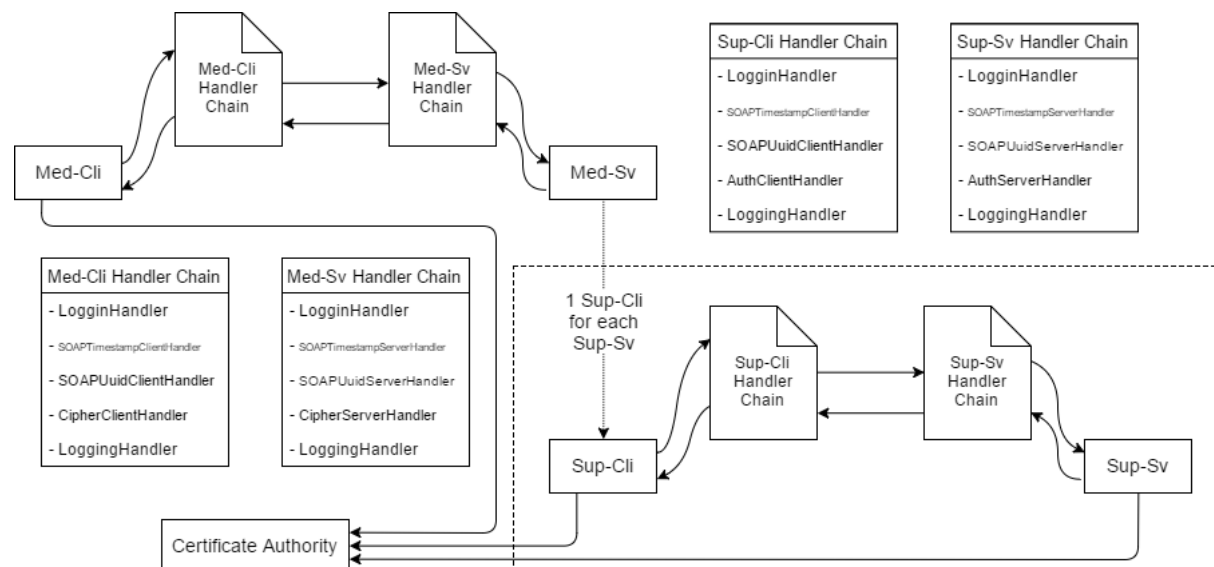 Med-Cli
Handler
Chain
Med-Sv
Handler
Chain
Med-Cli
Med-Sv
Sup-Cli Handler Chain
- LogginHandler
- SOAPTimestampClientHandler
- SOAPUuidClientHandler
- AuthClientHandler
- LoggingHandler
Sup-Sv Handler Chain
- LogginHandler
- SOAPTimestampServerHandler
- SOAPUuidServerHandler
- AuthServerHandler
- LoggingHandler
Med-Cli Handler Chain
- LogginHandler
- SOAPTimestampClientHandler
- SOAPUuidClientHandler
- CipherClientHandler
- LoggingHandler
Med-Sv Handler Chain
- LogginHandler
- SOAPTimestampServerHandler
- SOAPUuidServerHandler
- CipherServerHandler
- LoggingHandler
1 Sup-Cli
for each
Sup-Sv
Sup-Cli
Handler
Chain
Sup-Sv
Handler
Chain
Sup-Cli
Sup-Sv
Certificate Authority